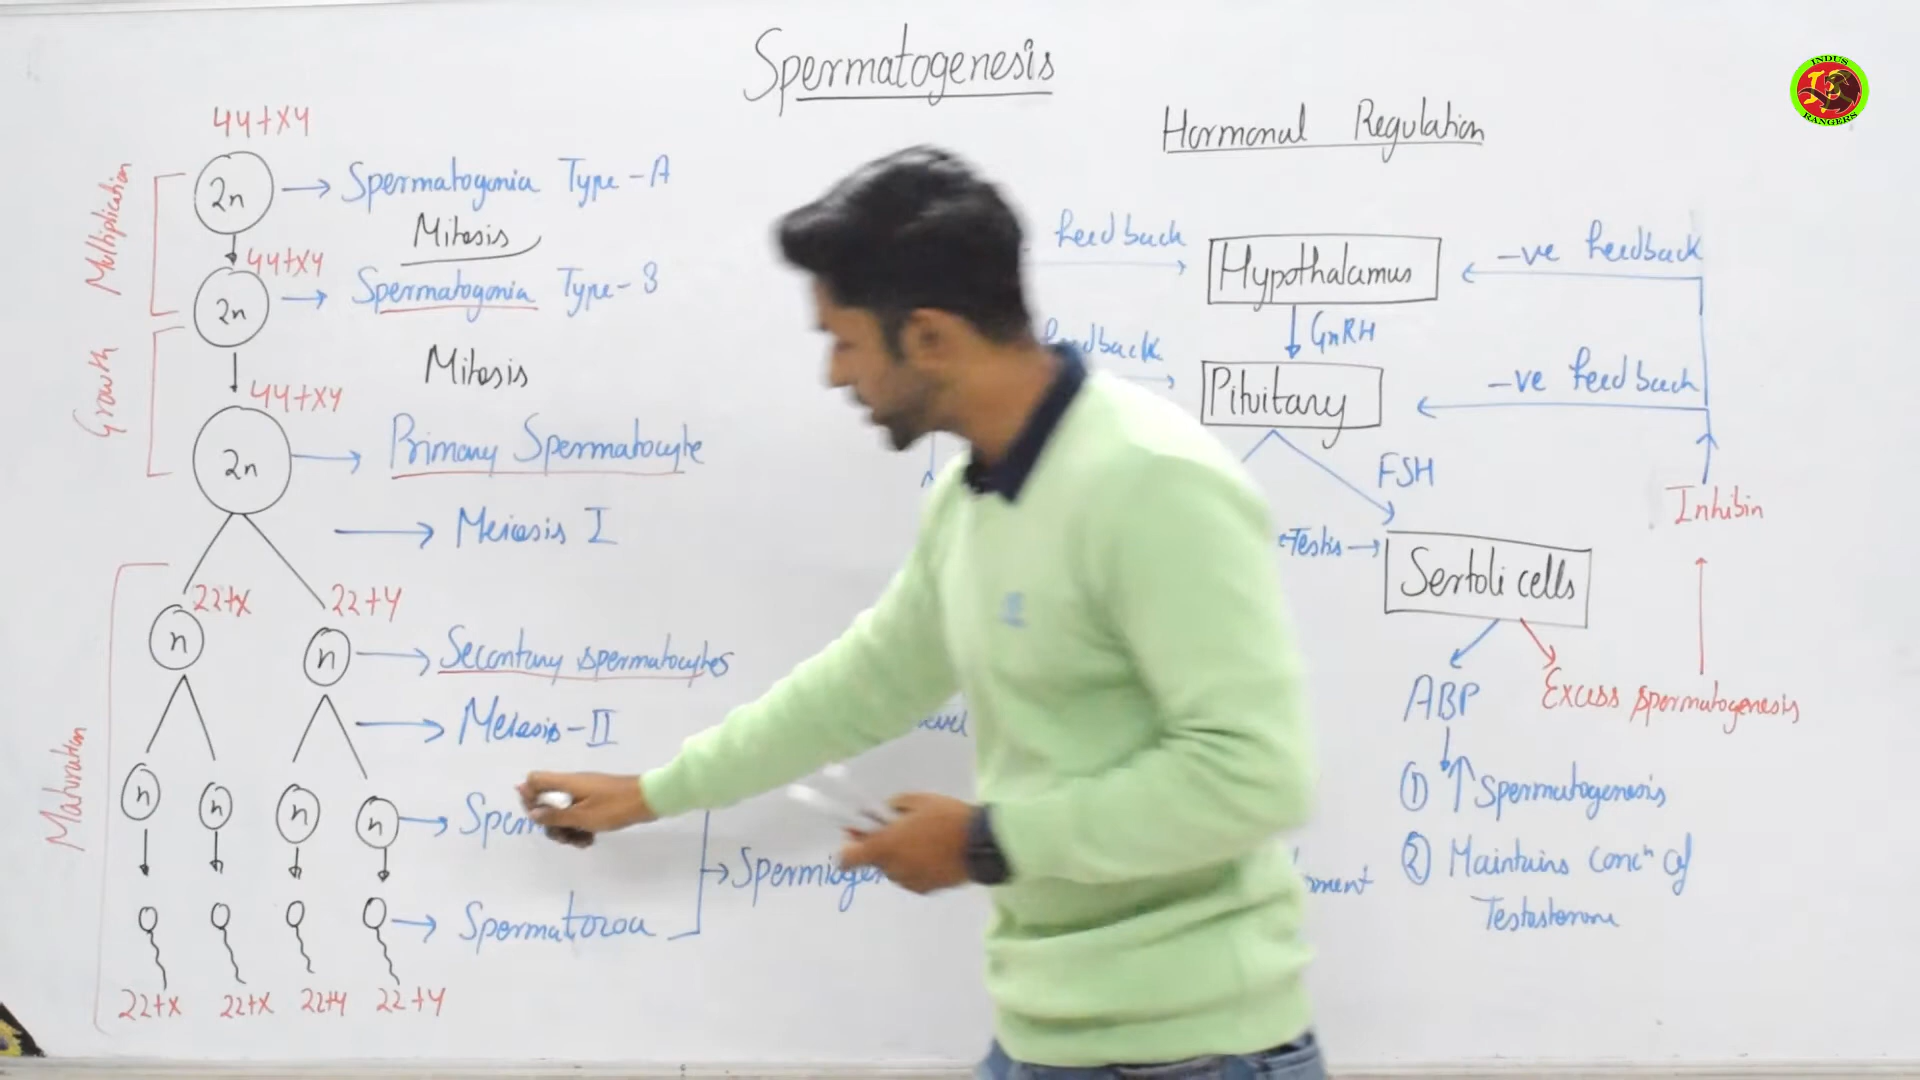 Spermatogenesis
INDUS
RANGERS
44+XY
Multiplication
2n
Spermatogonia Type-A
Mitosis
44+XY
2n
Spermatogonia Type-B
Growth
Mitosis
44+XY
2n
Primary Spermatocyte
Meiosis I
22+X
22+Y
n
n
Secontary spermatocytes
Meiosis-II
Maturation
n
n
n
n
Spermatozoa
22+X
22+X
22+Y
22+Y
Hormonal Regulation
feedback
Hypothalamus
-ve feedback
GnRH
feedback
Pituitary
-ve feedback
FSH
Inhibin
Testis
Sertoli cells
ABP
Excess spermatogenesis
① ↑ Spermatogenesis
② Maintains Concⁿ of
Testosterone